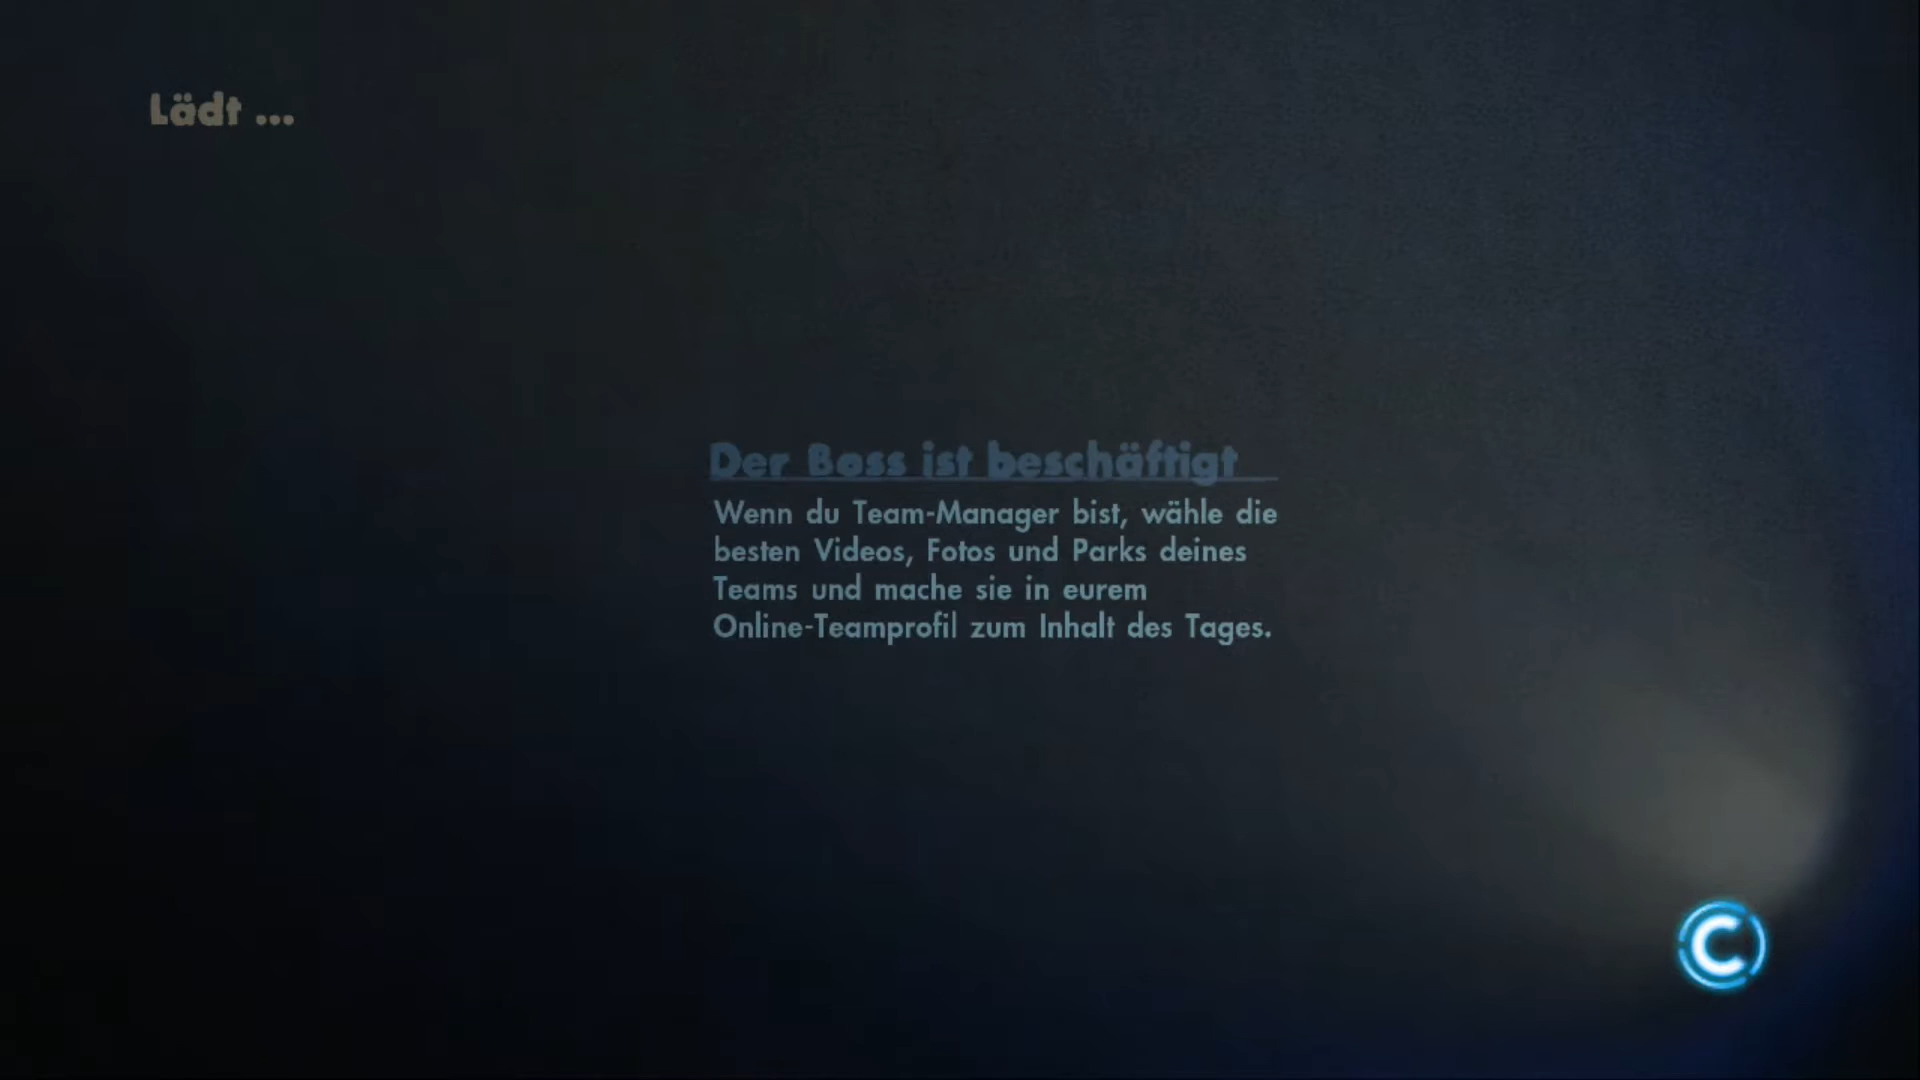 Lädt ...
Der Boss ist beschäftigt
Wenn du Team-Manager bist, wähle die
besten Videos, Fotos und Parks deines
Teams und mache sie in eurem
Online-Teamprofil zum Inhalt des Tages.
C